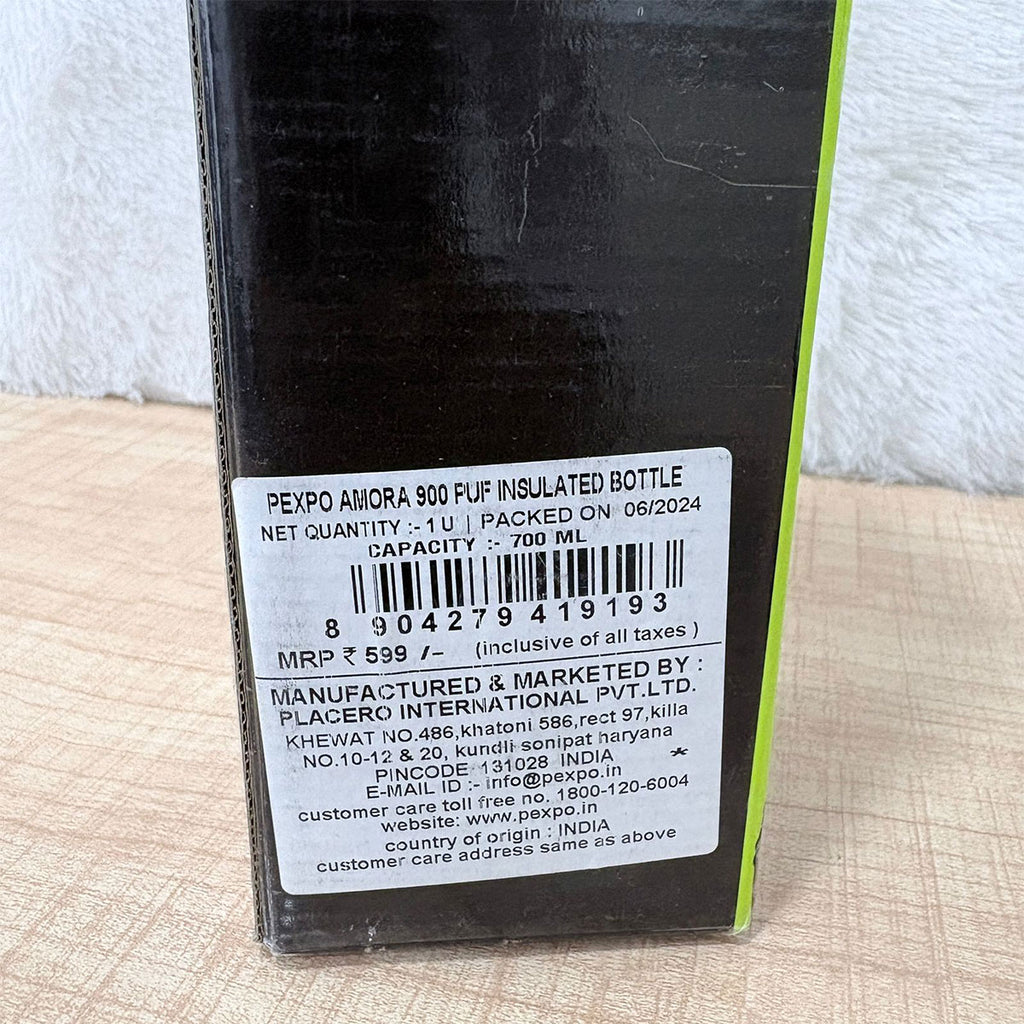 PEXPO AMORA 900 PUF INSULATED BOTTLE
NET QUANTITY :- 1 U | PACKED ON 06/2024
CAPACITY :- 700 ML
8 904279 419193
MRP ₹ 599 /- (inclusive of all taxes )
MANUFACTURED & MARKETED BY :
PLACERO INTERNATIONAL PVT.LTD.
KHEWAT NO.486,khatoni 586,rect 97,killa
NO.10-12 & 20, kundli sonipat haryana
PINCODE 131028 INDIA *
E-MAIL ID :- info@pexpo.in
customer care toll free no. 1800-120-6004
website: www.pexpo.in
country of origin : INDIA
customer care address same as above